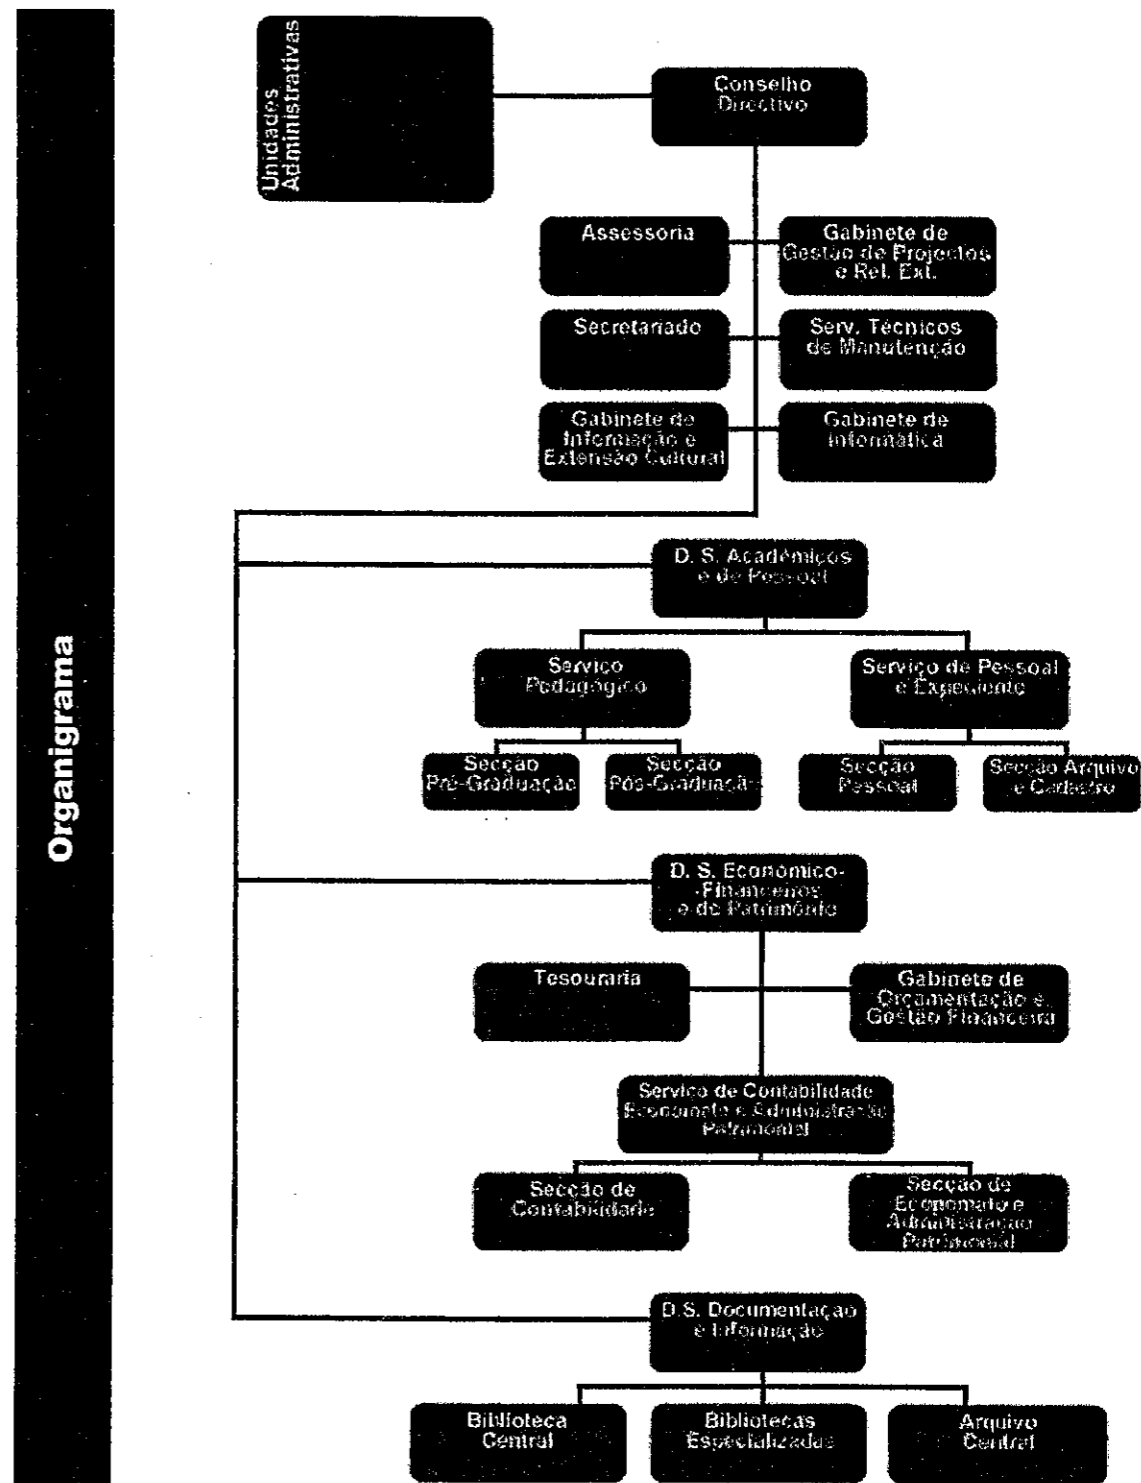 Organigrama
Unidades
Administrativas
Conselho
Directivo
Assessoria
Gabinete de
Gestão de Projectos
e Rel. Ext.
Secretariado
Serv. Técnicos
de Manutenção
Gabinete de
Informação e
Extensão Cultural
Gabinete de
Informática
D. S. Académicos
e de Pessoal
Serviço
Pedagógico
Serviço de Pessoal
e Expediente
Secção
Pré-Graduação
Secção
Pós-Graduaçã
Secção
Pessoal
Secção Arquivo
e Cadastro
D. S. Económico-
-Financeiros
e de Património
Tesouraria
Gabinete de
Orçamentação e
Gestão Financeira
Serviço de Contabilidade
Economato e Administração
Patrimonial
Secção de
Contabilidade
Secção de
Economato e
Administração
Patrimonial
D.S. Documentação
e Informação
Biblioteca
Central
Bibliotecas
Especializadas
Arquivo
Central